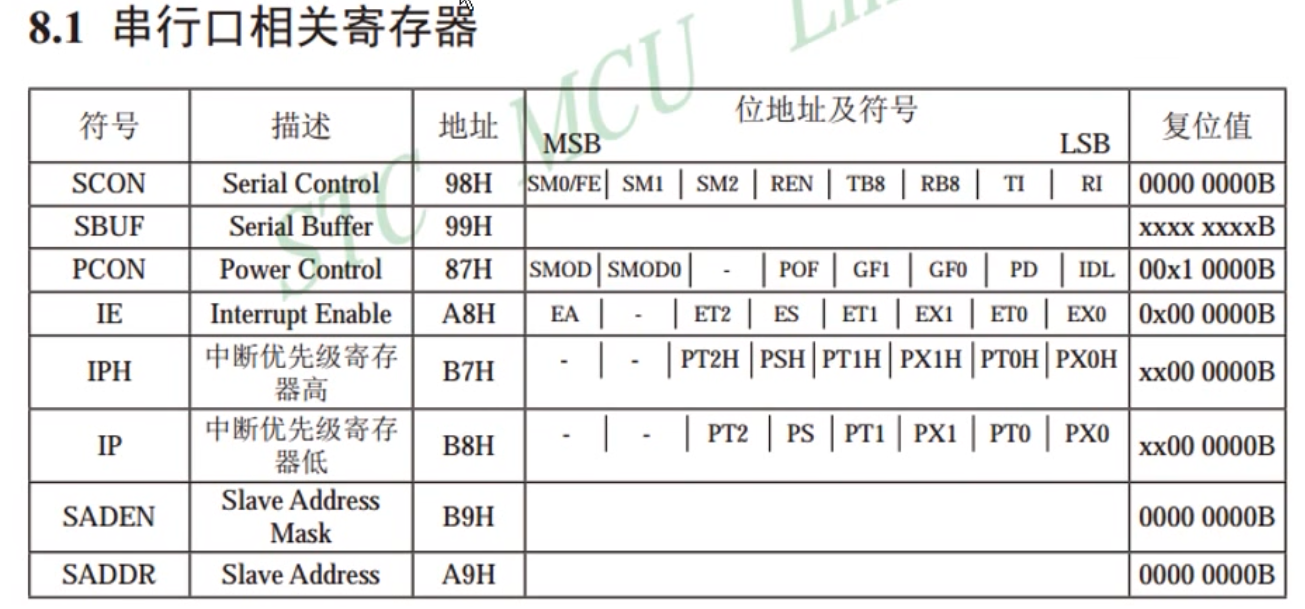 8.1 串行口相关寄存器
STC MCU
符号 描述 地址 位地址及符号 复位值
MSB LSB
SCON Serial Control 98H SM0/FE SM1 SM2 REN TB8 RB8 TI RI 0000 0000B
SBUF Serial Buffer 99H xxxx xxxxB
PCON Power Control 87H SMOD SMOD0 - POF GF1 GF0 PD IDL 00x1 0000B
IE Interrupt Enable A8H EA - ET2 ES ET1 EX1 ET0 EX0 0x00 0000B
IPH 中断优先级寄存 B7H - - PT2H PSH PT1H PX1H PT0H PX0H xx00 0000B
器高
IP 中断优先级寄存 B8H - - PT2 PS PT1 PX1 PT0 PX0 xx00 0000B
器低
SADEN Slave Address B9H 0000 0000B
Mask
SADDR Slave Address A9H 0000 0000B